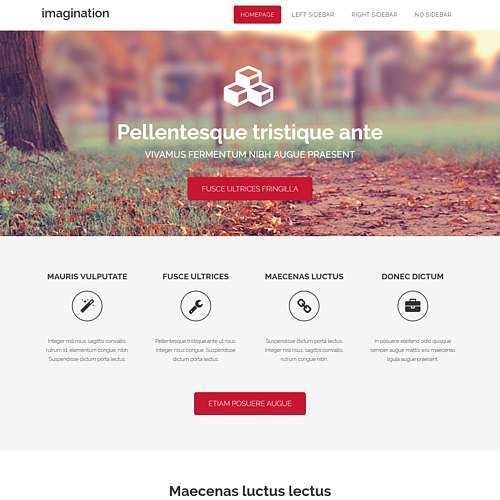 imagination
HOMEPAGE
LEFT SIDEBAR
RIGHT SIDEBAR
NO SIDEBAR
Pellentesque tristique ante
VIVAMUS FERMENTUM NIBH AUGUE PRAESENT
FUSCE ULTRICES FRINGILLA
MAURIS VULPUTATE
Integer nisl risus, sagittis convallis,
rutrum id, elementum congue, nibh.
Suspendisse dictum porta lectus.
FUSCE ULTRICES
Pellentesque tristique ante ut risus.
Integer risus congue. Suspendisse
dictum porta lectus.
MAECENAS LUCTUS
Suspendisse dictum porta lectus.
Integer nisl risus, sagittis convallis,
rutrum congue nibh.
DONEC DICTUM
In posuere eleifend odio quisque
semper augue mattis wisi maecenas
ligula augue praesent.
ETIAM POSUERE AUGUE
Maecenas luctus lectus